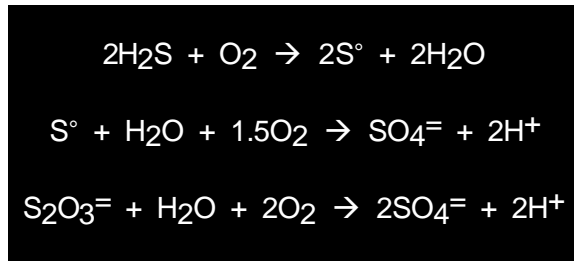 2H₂S + O₂ → 2S° + 2H₂O
S° + H₂O + 1.5O₂ → SO₄⁼ + 2H⁺
S₂O₃⁼ + H₂O + 2O₂ → 2SO₄⁼ + 2H⁺